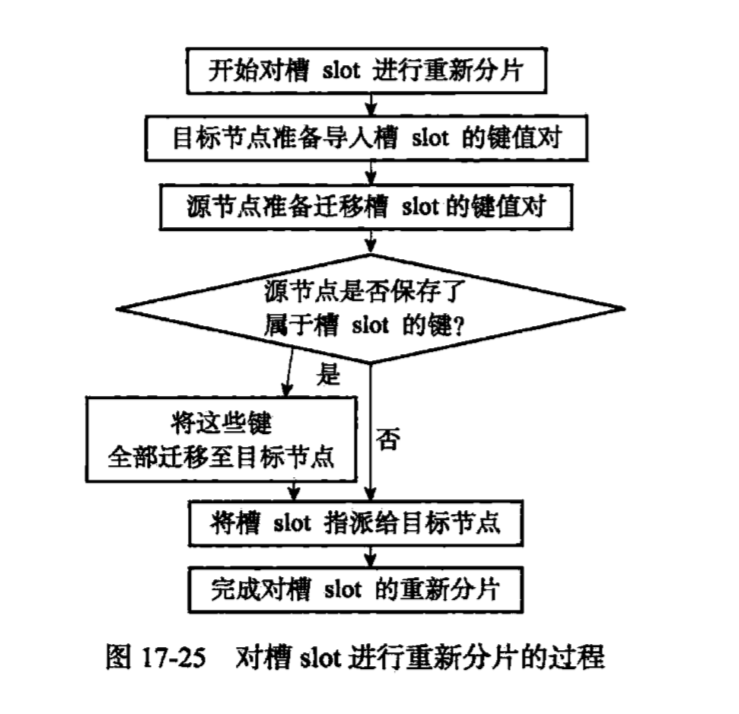 开始对槽 slot 进行重新分片
目标节点准备导入槽 slot 的键值对
源节点准备迁移槽 slot的键值对
源节点是否保存了
属于槽 slot 的键?
是
将这些键
全部迁移至目标节点
否
将槽 slot 指派给目标节点
完成对槽 slot 的重新分片
图 17-25 对槽 slot 进行重新分片的过程